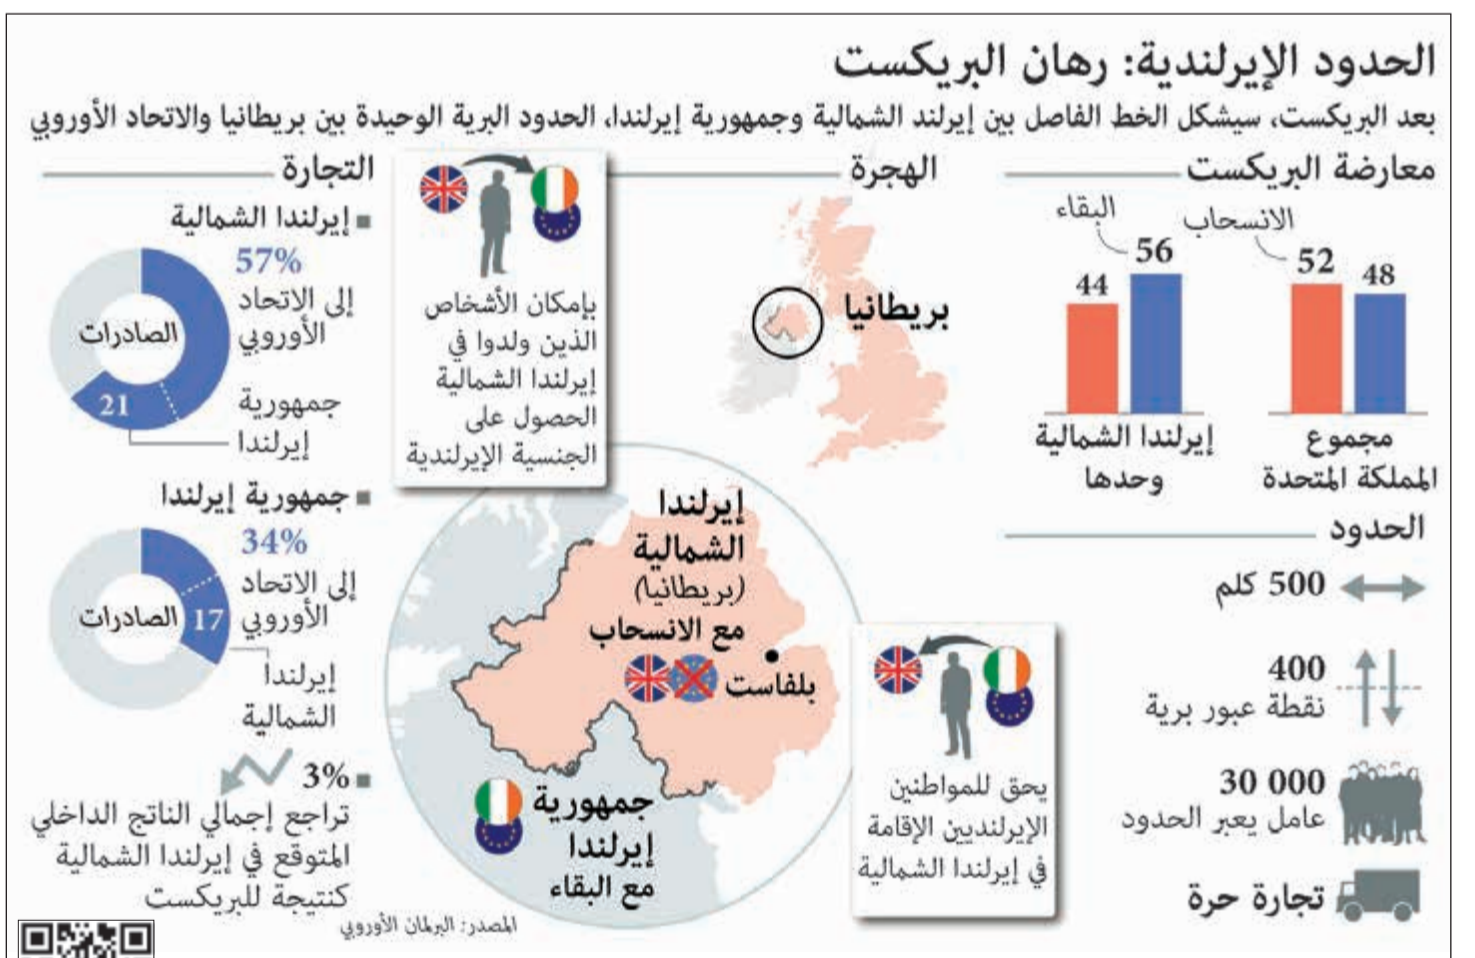 الحدود الإيرلندية: رهان البريكست
بعد البريكست، سيشكل الخط الفاصل بين إيرلند الشمالية وجمهورية إيرلندا، الحدود البرية الوحيدة بين بريطانيا والاتحاد الأوروبي
معارضة البريكست
الانسحاب
البقاء
52
48
مجموع
المملكة المتحدة
44
56
إيرلندا الشمالية
وحدها
الحدود
500 كلم
400
نقطة عبور برية
30 000
عامل يعبر الحدود
تجارة حرة
الهجرة
بريطانيا
بإمكان الأشخاص
الذين ولدوا في
إيرلندا الشمالية
الحصول على
الجنسية الإيرلندية
إيرلندا
الشمالية
(بريطانيا)
مع الانسحاب
بلفاست
جمهورية
إيرلندا
مع البقاء
يحق للمواطنين
الإيرلنديين الإقامة
في إيرلندا الشمالية
التجارة
إيرلندا الشمالية
57%
إلى الاتحاد
الأوروبي
الصادرات
21
جمهورية
إيرلندا
جمهورية إيرلندا
34%
إلى الاتحاد
الأوروبي
الصادرات
17
إيرلندا
الشمالية
3%
تراجع إجمالي الناتج الداخلي
المتوقع في إيرلندا الشمالية
كنتيجة للبريكست
المصدر: البرلمان الأوروبي